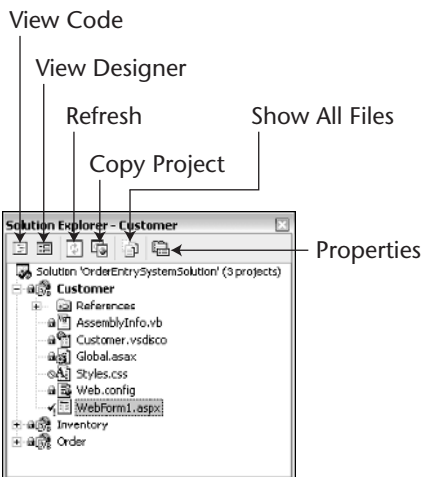 View Code
View Designer
Refresh
Show All Files
Copy Project
Solution Explorer - Customer
Properties
Solution 'OrderEntrySystemSolution' (3 projects)
Customer
References
AssemblyInfo.vb
Customer.vsdisco
Global.asax
Styles.css
Web.config
WebForm1.aspx
Inventory
Order